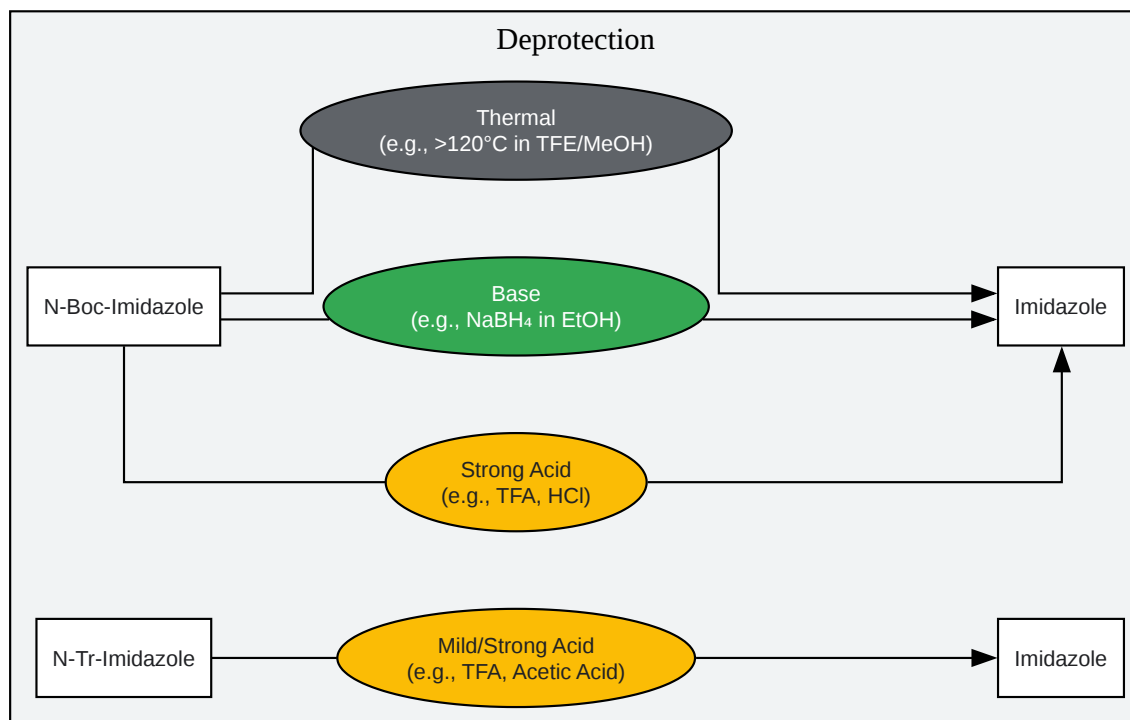 Deprotection
Thermal
(e.g., >120°C in TFE/MeOH)
N-Boc-Imidazole
Base
(e.g., NaBH₄ in EtOH)
Imidazole
Strong Acid
(e.g., TFA, HCl)
N-Tr-Imidazole
Mild/Strong Acid
(e.g., TFA, Acetic Acid)
Imidazole